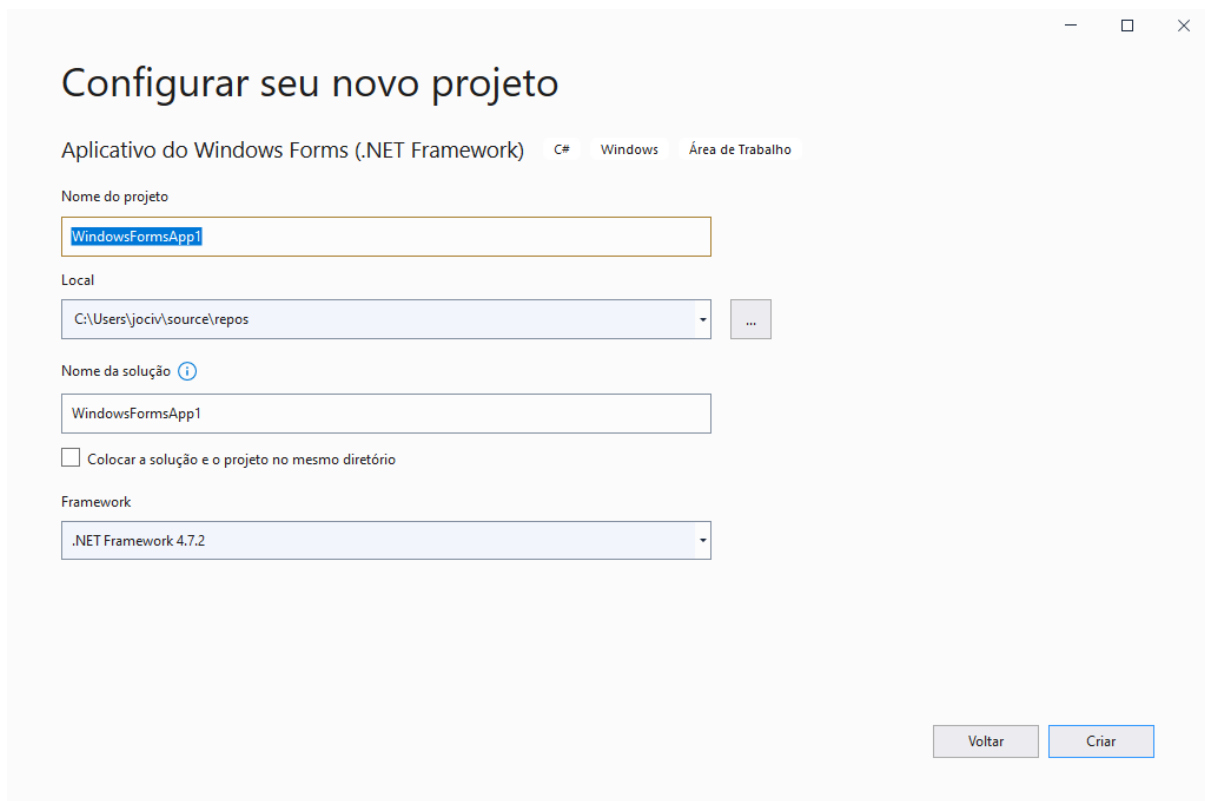 Configurar seu novo projeto
Aplicativo do Windows Forms (.NET Framework) C# Windows Área de Trabalho
Nome do projeto
WindowsFormsApp1
Local
C:\Users\jociv\source\repos
...
Nome da solução
WindowsFormsApp1
Colocar a solução e o projeto no mesmo diretório
Framework
.NET Framework 4.7.2
Voltar Criar